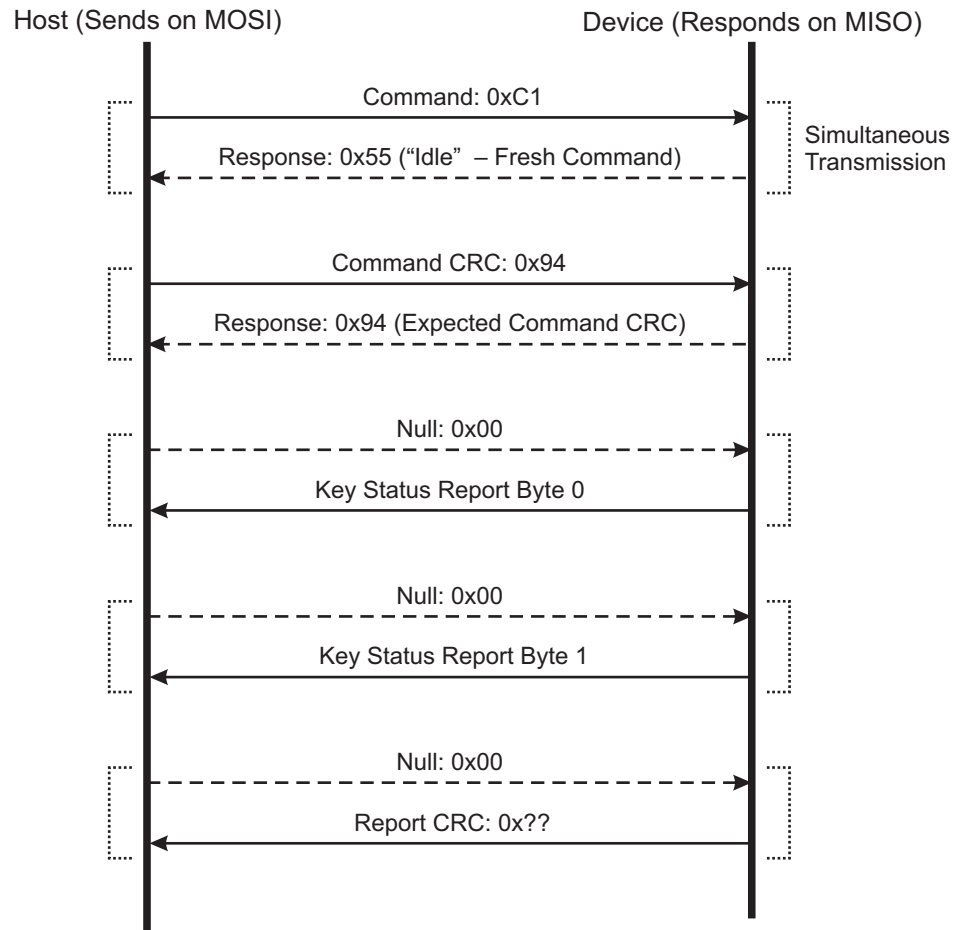 Host (Sends on MOSI)
Device (Responds on MISO)
Command: 0xC1
Response: 0x55 (“Idle” – Fresh Command)
Simultaneous
Transmission
Command CRC: 0x94
Response: 0x94 (Expected Command CRC)
Null: 0x00
Key Status Report Byte 0
Null: 0x00
Key Status Report Byte 1
Null: 0x00
Report CRC: 0x??